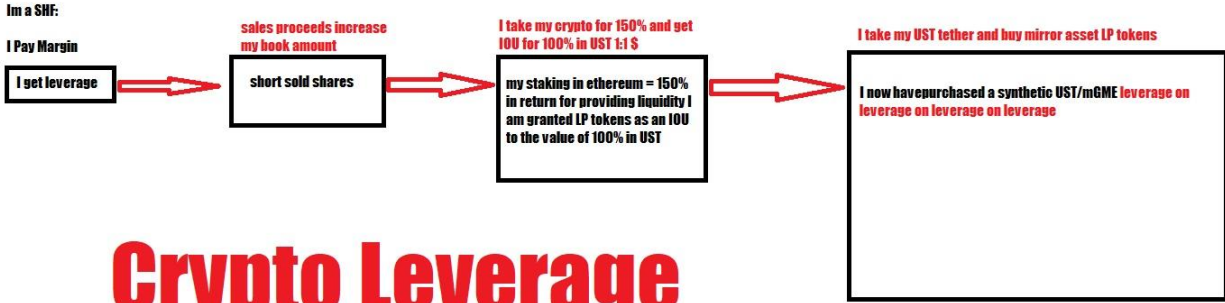 Im a SHF:
I Pay Margin
I get leverage
sales proceeds increase
my book amount
short sold shares
I take my crypto for 150% and get
IOU for 100% in UST 1:1 $
my staking in ethereum = 150%
in return for providing liquidity I
am granted LP tokens as an IOU
to the value of 100% in UST
I take my UST tether and buy mirror asset LP tokens
I now havepurchased a synthetic UST/mGME leverage on
leverage on leverage on leverage
Crypto Leverage